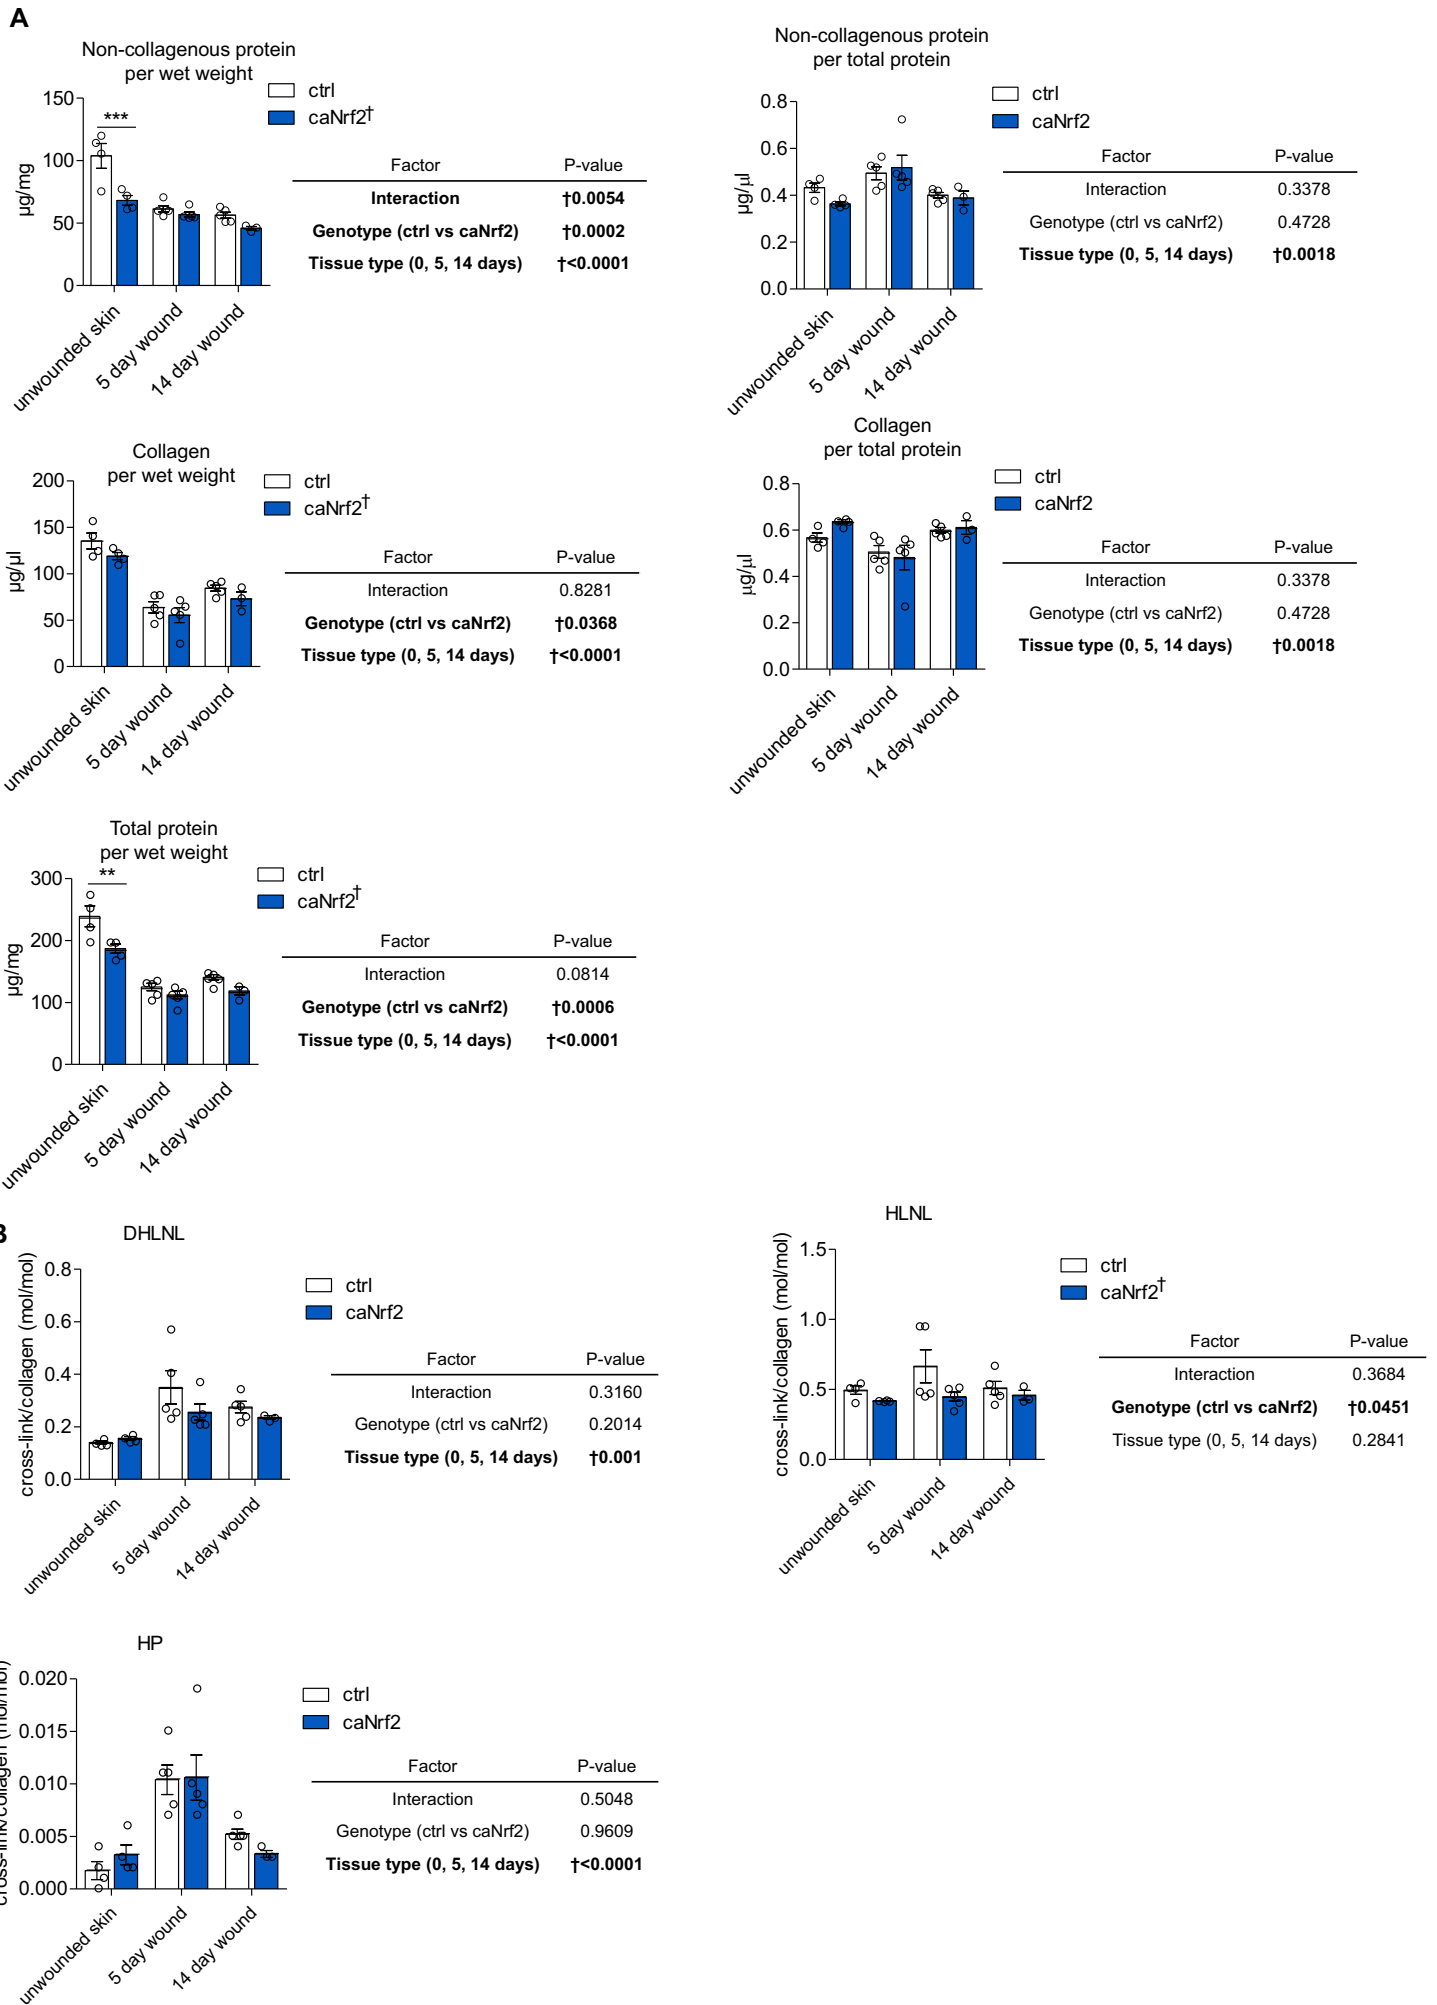 A
Non-collagenous protein
per wet weight
ctrl
caNrf2†
***
150
100
50
0
µg/mg
unwounded skin
5 day wound
14 day wound
Factor P-value
Interaction †0.0054
Genotype (ctrl vs caNrf2) †0.0002
Tissue type (0, 5, 14 days) †<0.0001
Non-collagenous protein
per total protein
ctrl
caNrf2
0.8
0.6
0.4
0.2
0.0
µg/µl
unwounded skin
5 day wound
14 day wound
Factor P-value
Interaction 0.3378
Genotype (ctrl vs caNrf2) 0.4728
Tissue type (0, 5, 14 days) †0.0018
Collagen
per wet weight
ctrl
caNrf2†
200
150
100
50
0
µg/µl
unwounded skin
5 day wound
14 day wound
Factor P-value
Interaction 0.8281
Genotype (ctrl vs caNrf2) †0.0368
Tissue type (0, 5, 14 days) †<0.0001
Collagen
per total protein
ctrl
caNrf2
0.8
0.6
0.4
0.2
0.0
µg/µl
unwounded skin
5 day wound
14 day wound
Factor P-value
Interaction 0.3378
Genotype (ctrl vs caNrf2) 0.4728
Tissue type (0, 5, 14 days) †0.0018
Total protein
per wet weight
ctrl
caNrf2†
**
300
200
100
0
µg/mg
unwounded skin
5 day wound
14 day wound
Factor P-value
Interaction 0.0814
Genotype (ctrl vs caNrf2) †0.0006
Tissue type (0, 5, 14 days) †<0.0001
B
DHLNL
ctrl
caNrf2
0.8
0.6
0.4
0.2
0.0
cross-link/collagen (mol/mol)
unwounded skin
5 day wound
14 day wound
Factor P-value
Interaction 0.3160
Genotype (ctrl vs caNrf2) 0.2014
Tissue type (0, 5, 14 days) †0.001
HLNL
ctrl
caNrf2†
1.5
1.0
0.5
0.0
cross-link/collagen (mol/mol)
unwounded skin
5 day wound
14 day wound
Factor P-value
Interaction 0.3684
Genotype (ctrl vs caNrf2) †0.0451
Tissue type (0, 5, 14 days) 0.2841
HP
ctrl
caNrf2
0.020
0.015
0.010
0.005
0.000
cross-link/collagen (mol/mol)
unwounded skin
5 day wound
14 day wound
Factor P-value
Interaction 0.5048
Genotype (ctrl vs caNrf2) 0.9609
Tissue type (0, 5, 14 days) †<0.0001